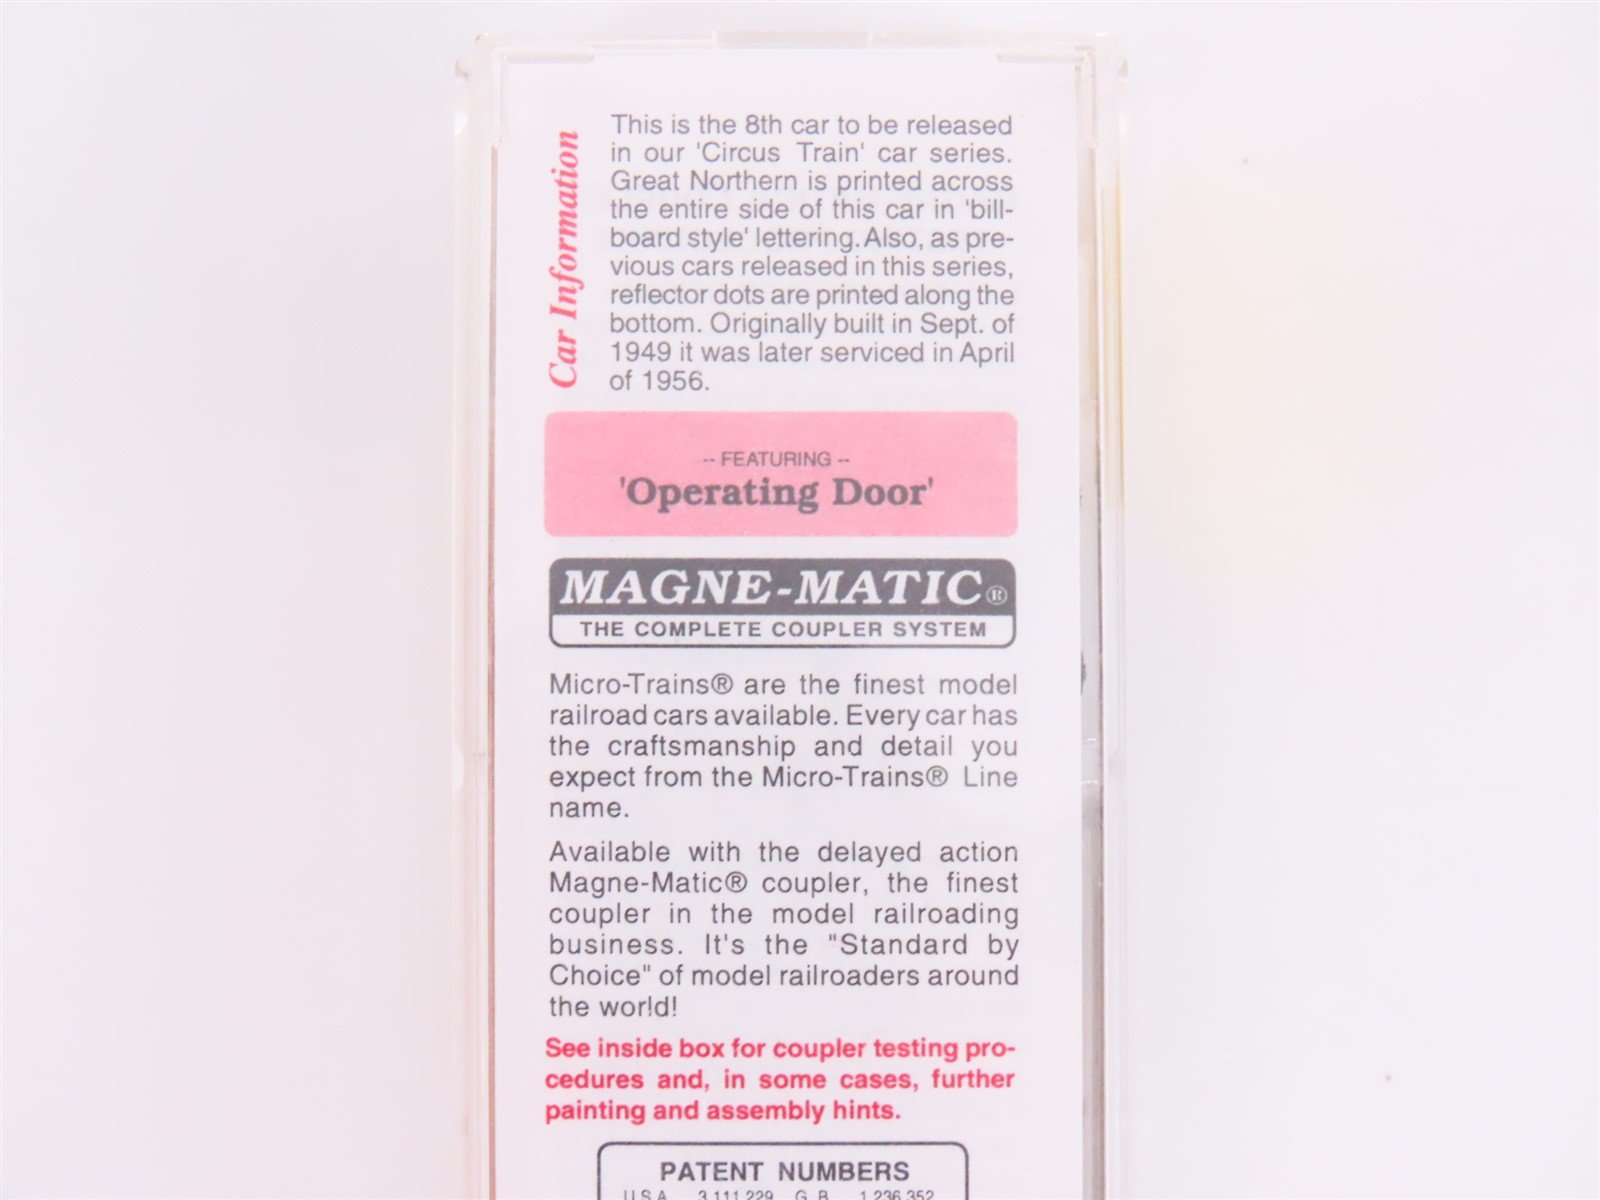 Car Information
This is the 8th car to be released
in our 'Circus Train' car series.
Great Northern is printed across
the entire side of this car in 'bill-
board style' lettering. Also, as pre-
vious cars released in this series,
reflector dots are printed along the
bottom. Originally built in Sept. of
1949 it was later serviced in April
of 1956.
-- FEATURING --
'Operating Door'
MAGNE-MATIC®
THE COMPLETE COUPLER SYSTEM
Micro-Trains® are the finest model
railroad cars available. Every car has
the craftsmanship and detail you
expect from the Micro-Trains® Line
name.
Available with the delayed action
Magne-Matic® coupler, the finest
coupler in the model railroading
business. It's the "Standard by
Choice" of model railroaders around
the world!
See inside box for coupler testing pro-
cedures and, in some cases, further
painting and assembly hints.
PATENT NUMBERS
U.S.A. 3,111,229 G.B. 1,236,352